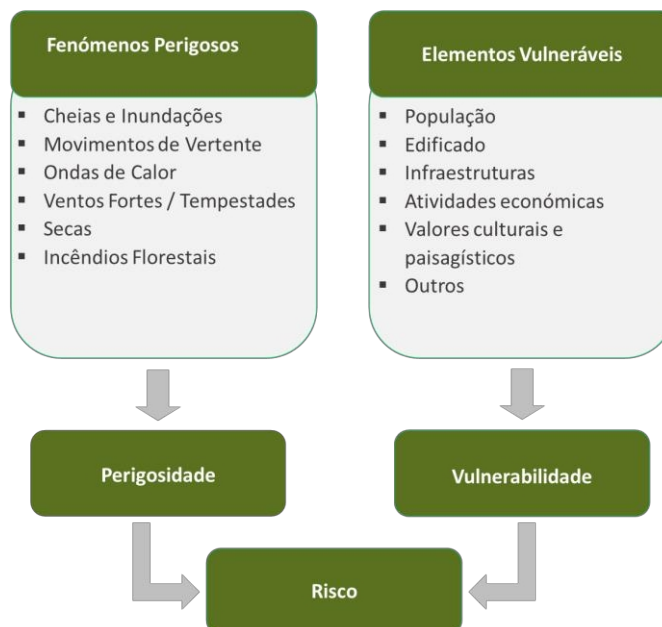 Fenómenos Perigosos
Cheias e Inundações
Movimentos de Vertente
Ondas de Calor
Ventos Fortes / Tempestades
Secas
Incêndios Florestais
Elementos Vulneráveis
População
Edificado
Infraestruturas
Atividades económicas
Valores culturais e
paisagísticos
Outros
Perigosidade
Vulnerabilidade
Risco